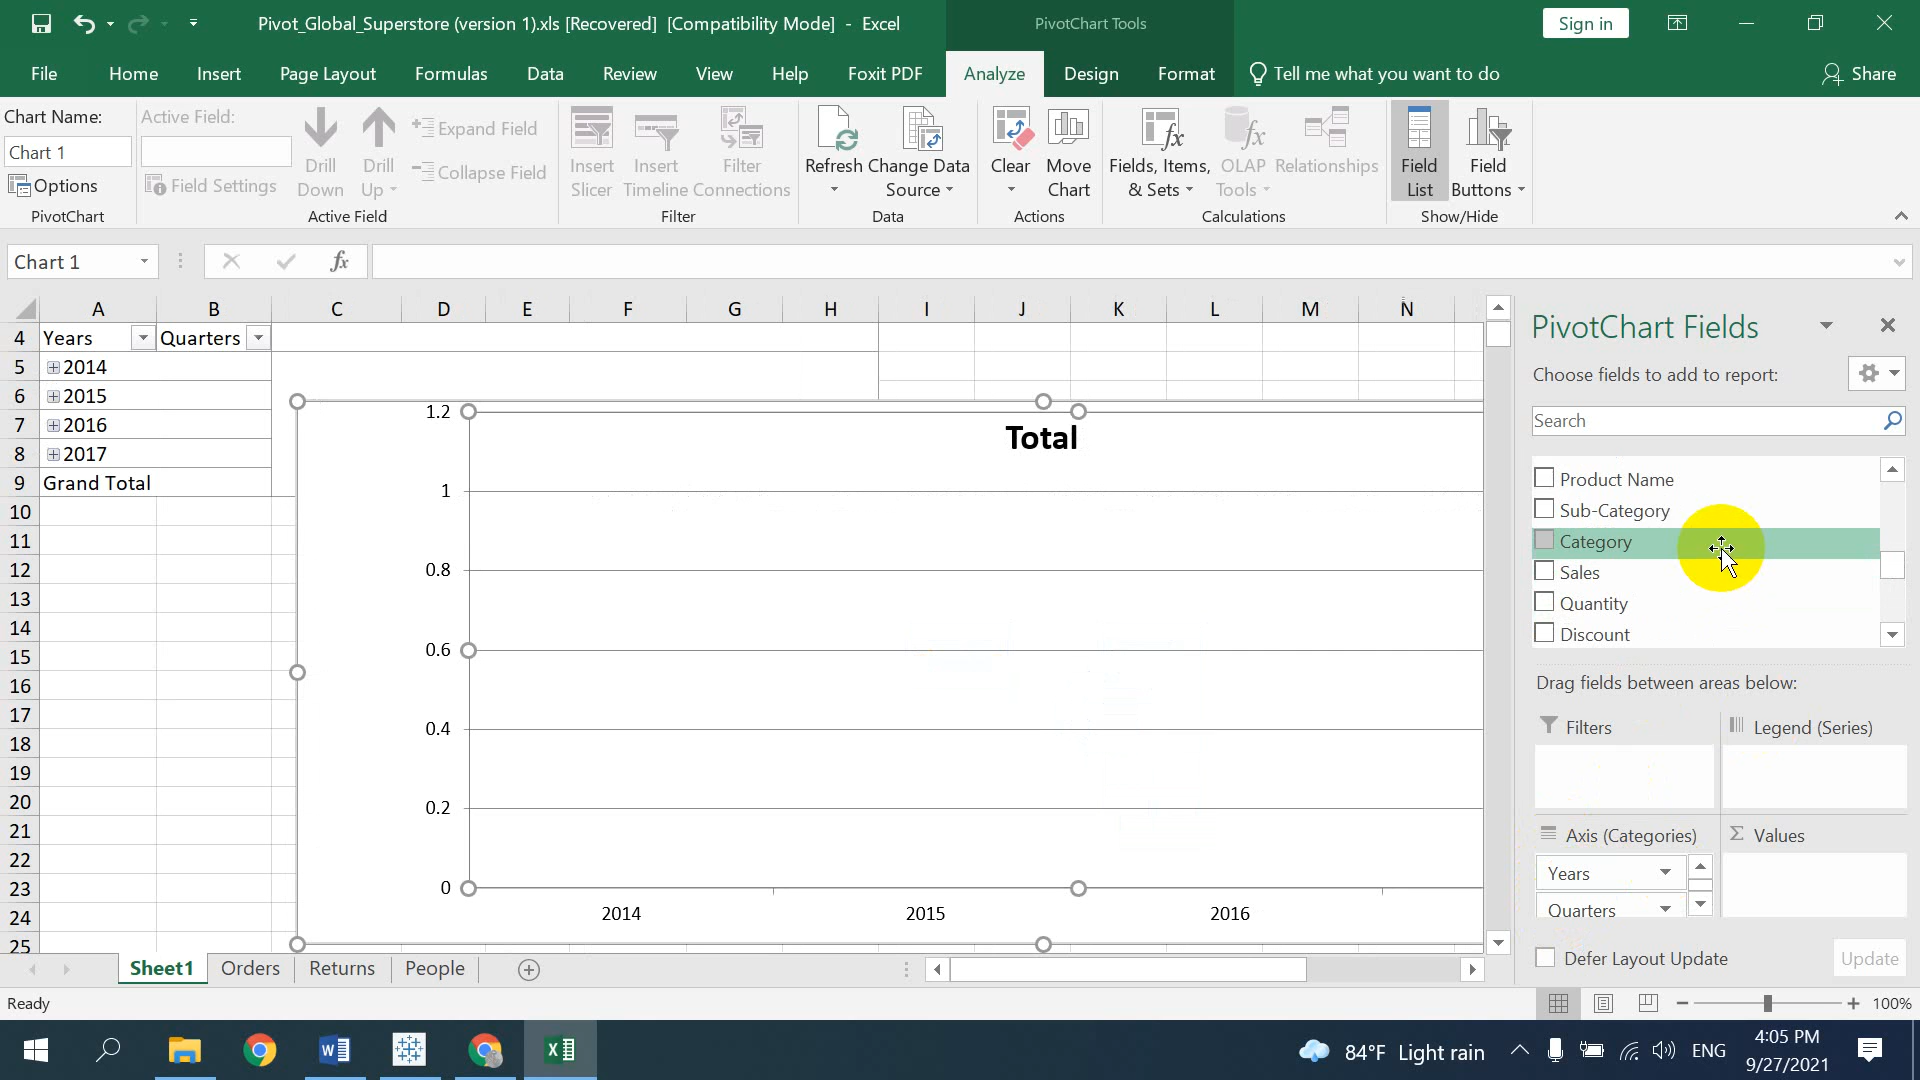 Pivot_Global_Superstore (version 1).xls [Recovered] [Compatibility Mode] - Excel
PivotChart Tools
Sign in
File Home Insert Page Layout Formulas Data Review View Help Foxit PDF Analyze Design Format Tell me what you want to do Share
Chart Name:
Chart 1
Options
PivotChart
Active Field:
Field Settings
Drill Down
Drill Up
Expand Field
Collapse Field
Active Field
Insert Slicer
Insert Timeline
Filter Connections
Filter
Refresh
Change Data Source
Data
Clear
Move Chart
Actions
Fields, Items, & Sets
OLAP Tools
Relationships
Calculations
Field List
Field Buttons
Show/Hide
Chart 1
fx
A B C D E F G H I J K L M N
4 Years Quarters
5 2014
6 2015
7 2016
8 2017
9 Grand Total
10
11
12
13
14
15
16
17
18
19
20
21
22
23
24
25
Total
1.2
1
0.8
0.6
0.4
0.2
0
2014 2015 2016
PivotChart Fields
Choose fields to add to report:
Search
Product Name
Sub-Category
Category
Sales
Quantity
Discount
Drag fields between areas below:
Filters
Legend (Series)
Axis (Categories)
Σ Values
Years
Quarters
Defer Layout Update
Update
Sheet1 Orders Returns People
Ready
100%
84°F Light rain
ENG
4:05 PM
9/27/2021